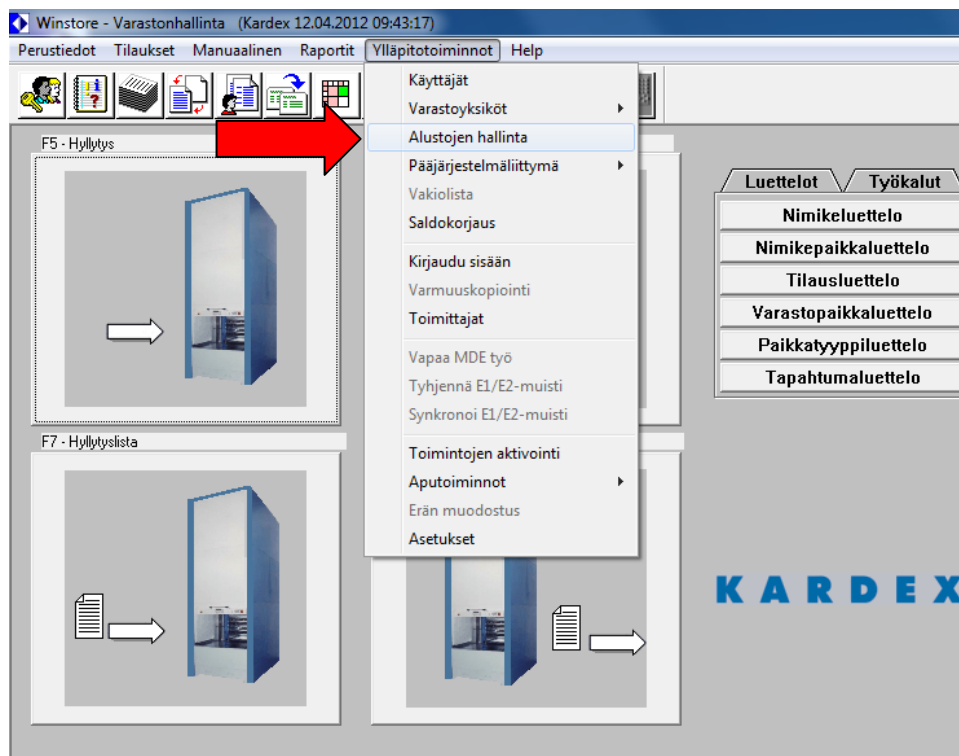 Winstore - Varastonhallinta (Kardex 12.04.2012 09:43:17)
Perustiedot Tilaukset Manuaalinen Raportit Ylläpitotoiminnot Help
Käyttäjät
Varastoyksiköt
Alustojen hallinta
Pääjärjestelmäliittymä
Vakiolista
Saldokorjaus
Kirjaudu sisään
Varmuuskopiointi
Toimittajat
Vapaa MDE työ
Tyhjennä E1/E2-muisti
Synkronoi E1/E2-muisti
Toimintojen aktivointi
Aputoiminnot
Erän muodostus
Asetukset
F5 - Hyllytys
F7 - Hyllytyslista
Luettelot Työkalut
Nimikeluettelo
Nimikepaikkaluettelo
Tilausluettelo
Varastopaikkaluettelo
Paikkatyyppiluettelo
Tapahtumaluettelo
KARDEX